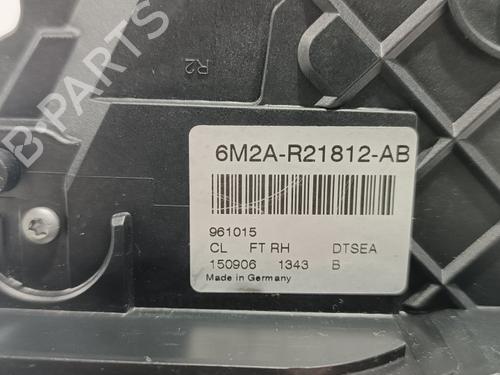 B-PARTS
R2
6M2A-R21812-AB
961015
CL FT RH DTSEA
150906 1343 B
Made in Germany